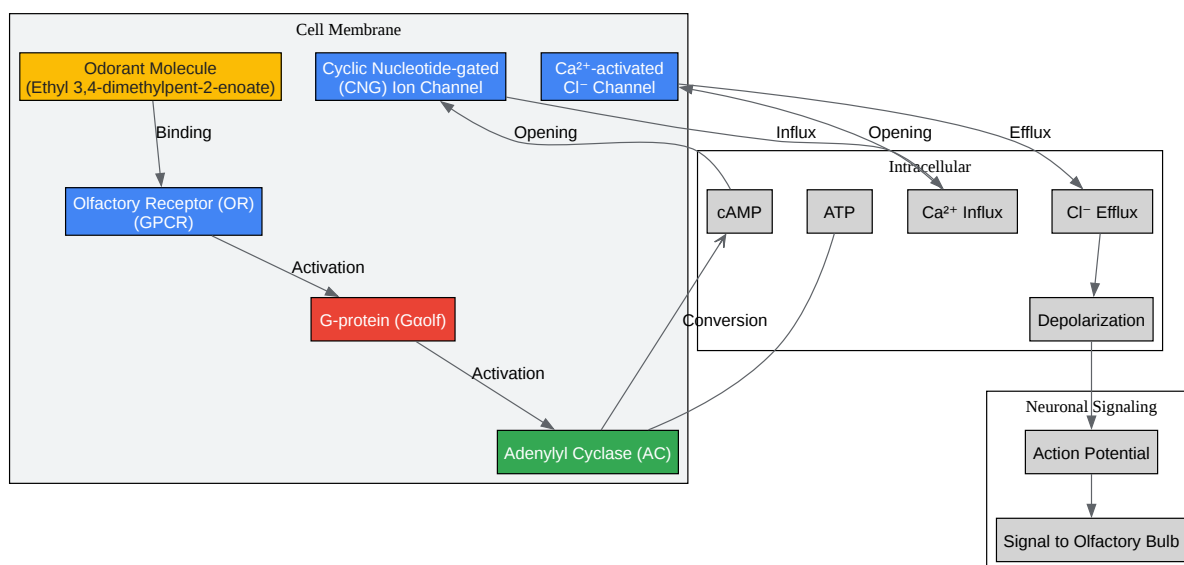 Cell Membrane
Odorant Molecule
(Ethyl 3,4-dimethylpent-2-enoate)
Cyclic Nucleotide-gated
(CNG) Ion Channel
Ca²⁺-activated
Cl⁻ Channel
Binding
Opening
Influx
Opening
Efflux
Intracellular
Olfactory Receptor (OR)
(GPCR)
cAMP
ATP
Ca²⁺ Influx
Cl⁻ Efflux
Activation
G-protein (Gαolf)
Conversion
Depolarization
Activation
Neuronal Signaling
Adenylyl Cyclase (AC)
Action Potential
Signal to Olfactory Bulb